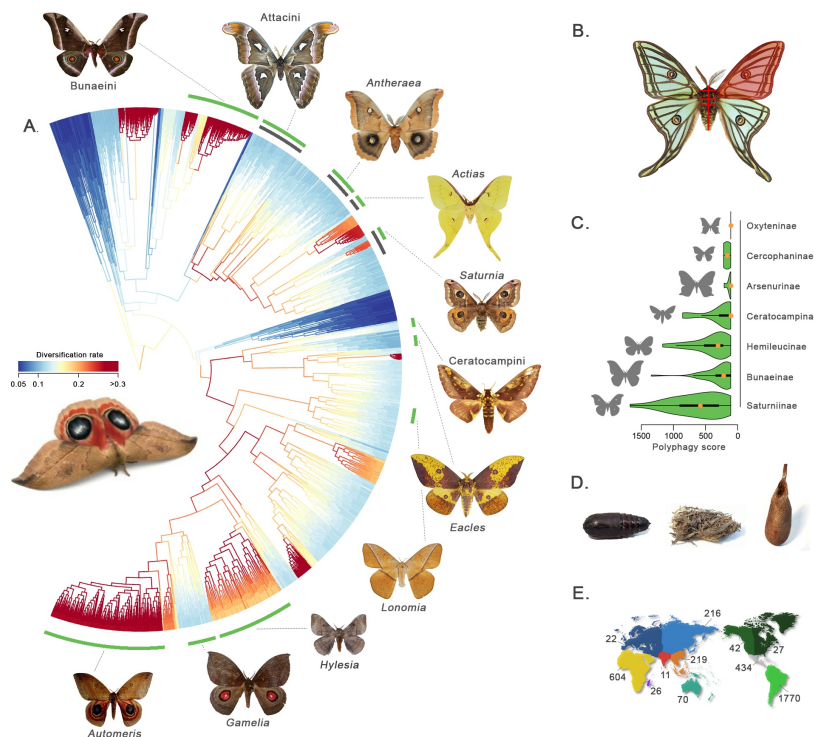 A.
Bunaeini
Attacini
Antheraea
Actias
Saturnia
Ceratocampini
Eacles
Lonomia
Hylesia
Gamelia
Automeris
Diversification rate
0.05 0.1 0.2 >0.3
B.
C.
Oxyteninae
Cercophaninae
Arsenurinae
Ceratocampina
Hemileucinae
Bunaeinae
Saturniinae
1500 1000 500 0
Polyphagy score
D.
E.
216
22
42
27
604
11
219
434
26
70
1770